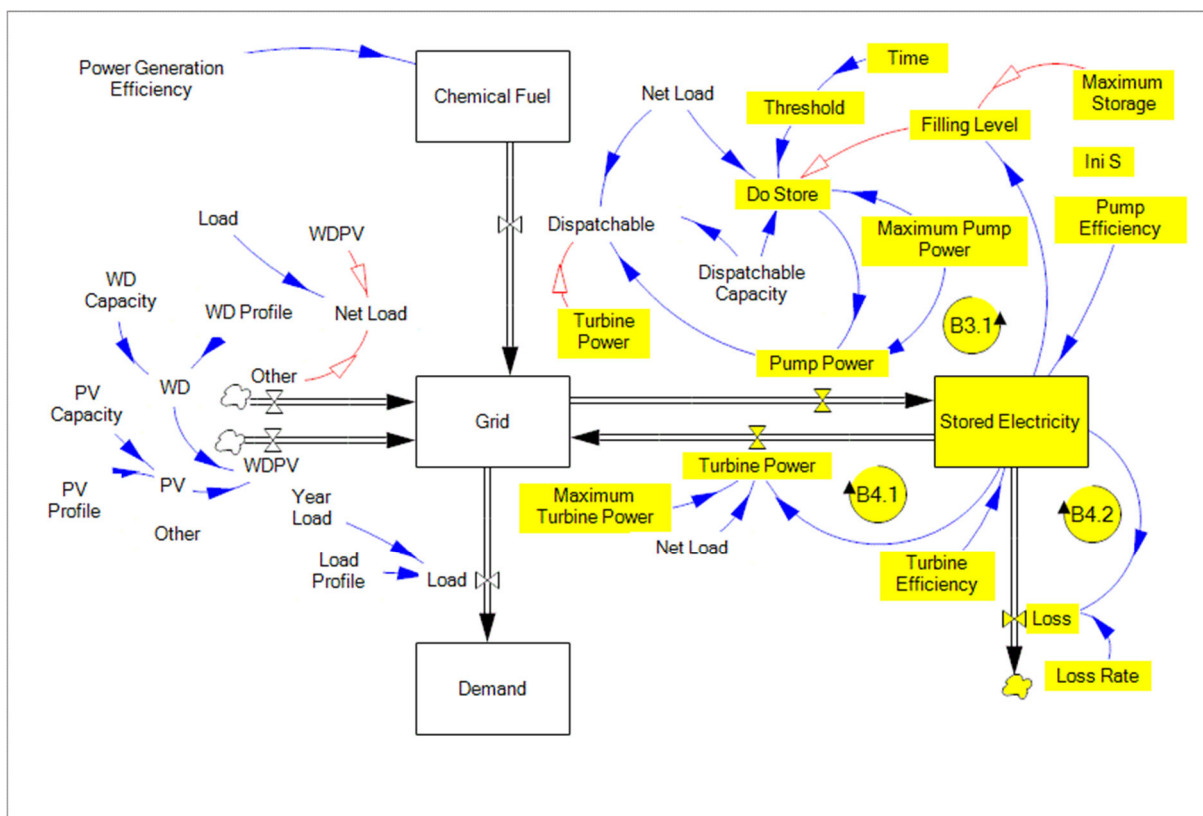 Time
Power Generation
Efficiency
Chemical Fuel
Net Load
Threshold
Maximum
Storage
Filling Level
Ini S
Do Store
Load
WDPV
Dispatchable
Maximum Pump
Power
Pump
Efficiency
WD
Capacity
WD Profile
Net Load
Dispatchable
Capacity
Turbine
Power
B3.1
Pump Power
Other
WD
PV
Capacity
Grid
Stored Electricity
WDPV
Turbine Power
PV
PV
Profile
Other
Year
Load
Maximum
Turbine Power
B4.1
B4.2
Net Load
Load
Profile
Load
Turbine
Efficiency
Loss
Loss Rate
Demand